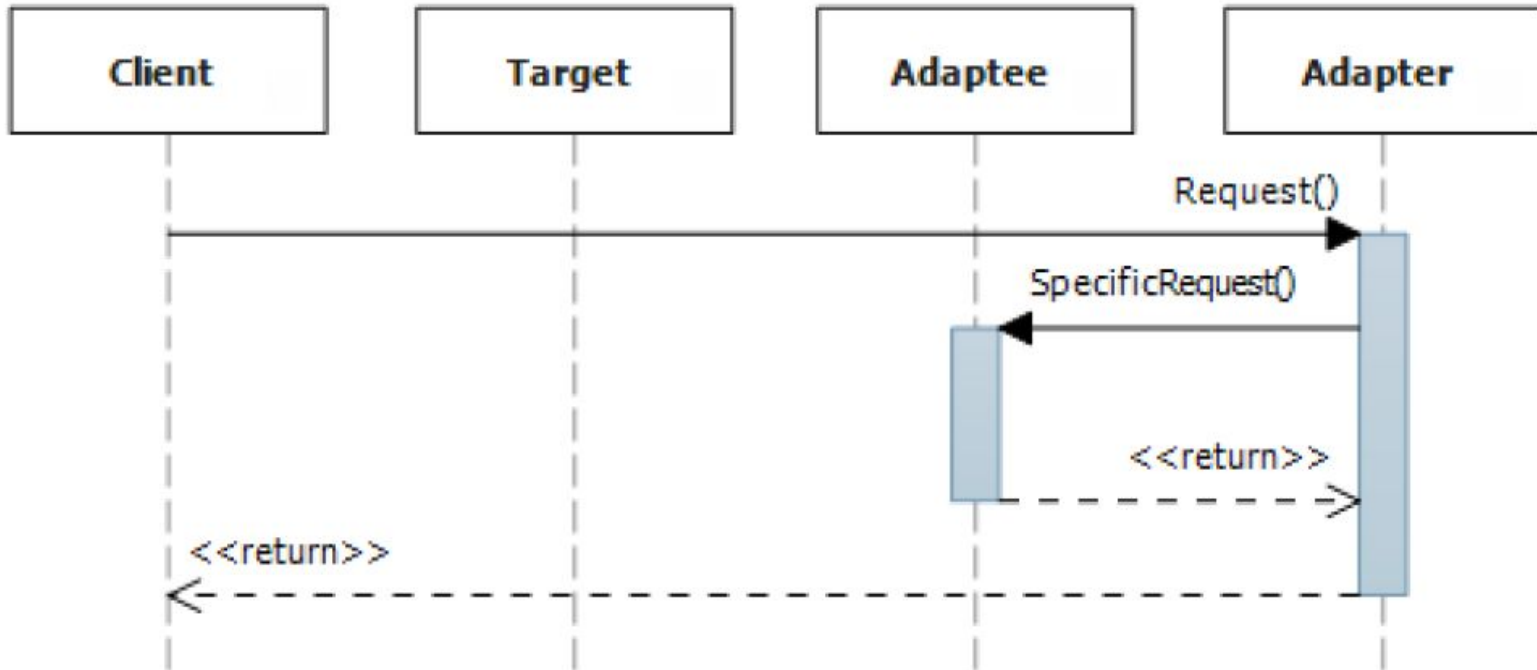 Client
Target
Adaptee
Adapter
Request()
SpecificRequest()
<<return>>
<<return>>